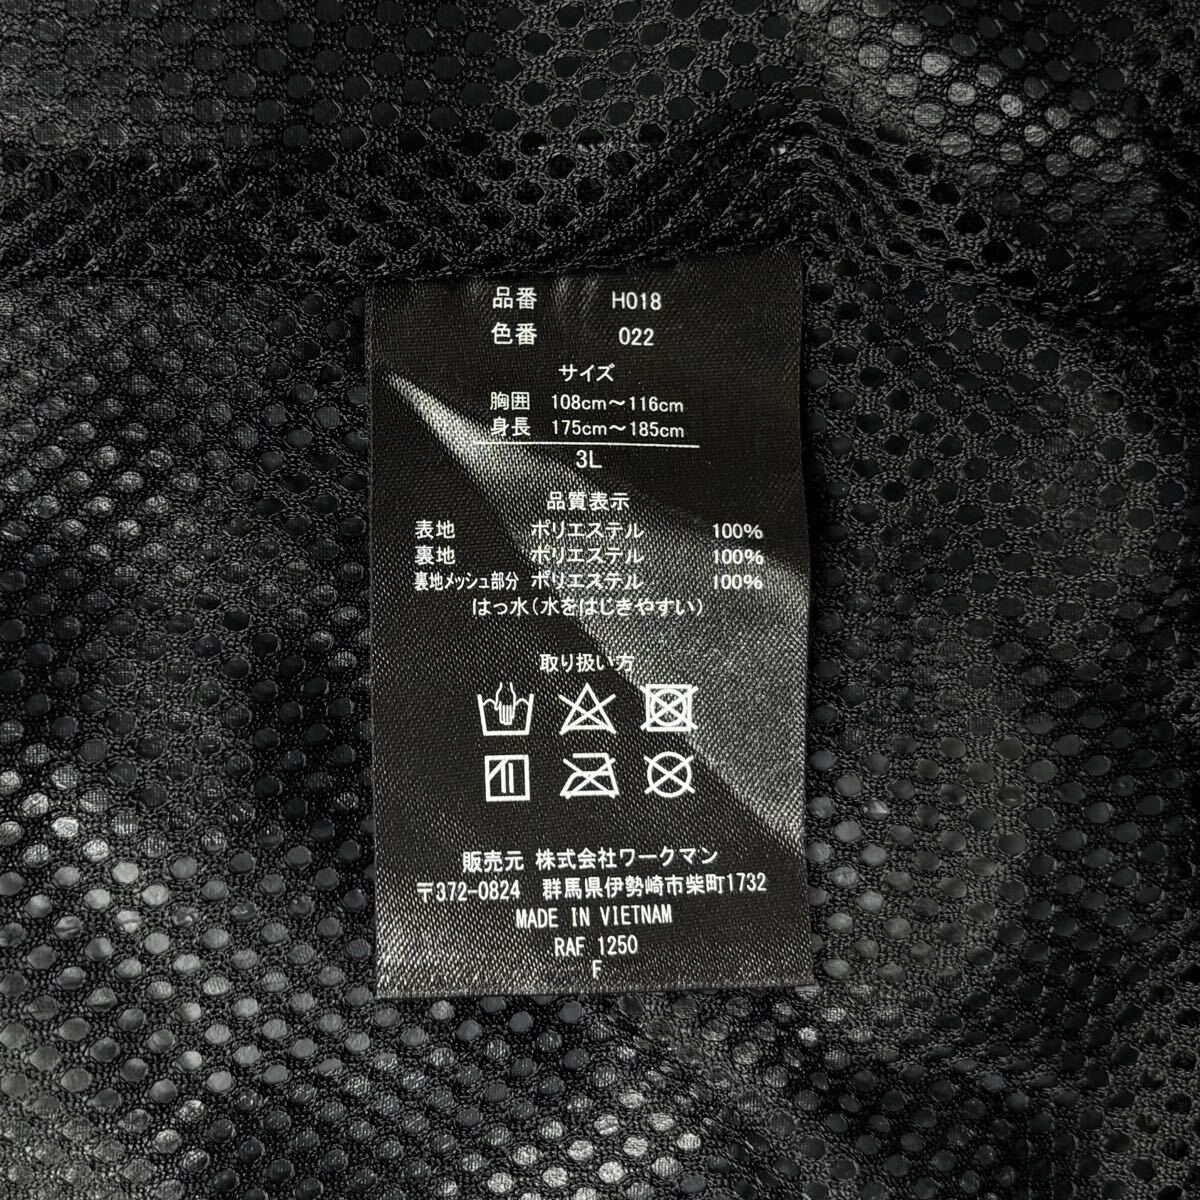 品番 H018
色番 022
サイズ
胸囲 108cm～116cm
身長 175cm～185cm
3L
品質表示
表地 ポリエステル 100%
裏地 ポリエステル 100%
裏地メッシュ部分 ポリエステル 100%
はっ水(水をはじきやすい)
取り扱い方
販売元 株式会社ワークマン
〒372-0824 群馬県伊勢崎市柴町1732
MADE IN VIETNAM
RAF 1250
F